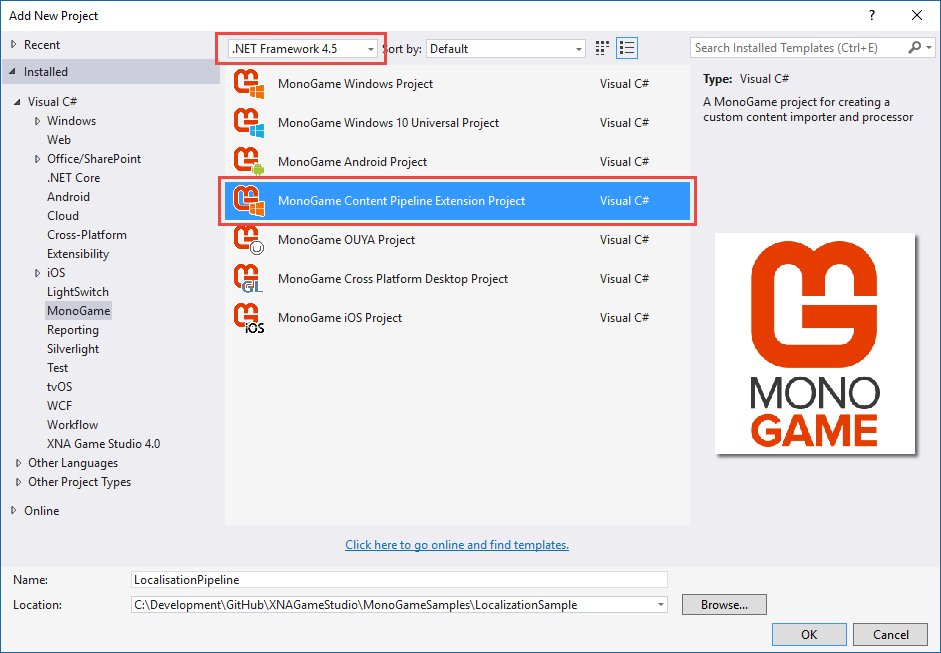 Add New Project
?
Recent
.NET Framework 4.5
Sort by:
Default
Search Installed Templates (Ctrl+E)
Installed
Visual C#
Windows
Web
Office/SharePoint
.NET Core
Android
Cloud
Cross-Platform
Extensibility
iOS
LightSwitch
MonoGame
Reporting
Silverlight
Test
tvOS
WCF
Workflow
XNA Game Studio 4.0
Other Languages
Other Project Types
Online
MonoGame Windows Project Visual C#
MonoGame Windows 10 Universal Project Visual C#
MonoGame Android Project Visual C#
MonoGame Content Pipeline Extension Project Visual C#
MonoGame OUYA Project Visual C#
GL
MonoGame Cross Platform Desktop Project Visual C#
iOS
MonoGame iOS Project Visual C#
Click here to go online and find templates.
Type: Visual C#
A MonoGame project for creating a
custom content importer and processor
MONO
GAME
Name: LocalisationPipeline
Location: C:\Development\GitHub\XNAGameStudio\MonoGameSamples\LocalizationSample
Browse...
OK
Cancel